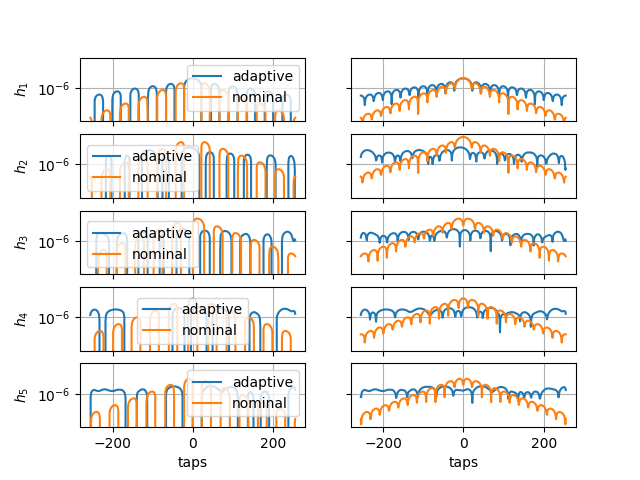 h₁ 10⁻⁶ adaptive
nominal
h₂ 10⁻⁶ adaptive
nominal
h₃ 10⁻⁶ adaptive
nominal
h₄ 10⁻⁶ adaptive
nominal
h₅ 10⁻⁶ adaptive
nominal
−200 0 200 −200 0 200
taps taps